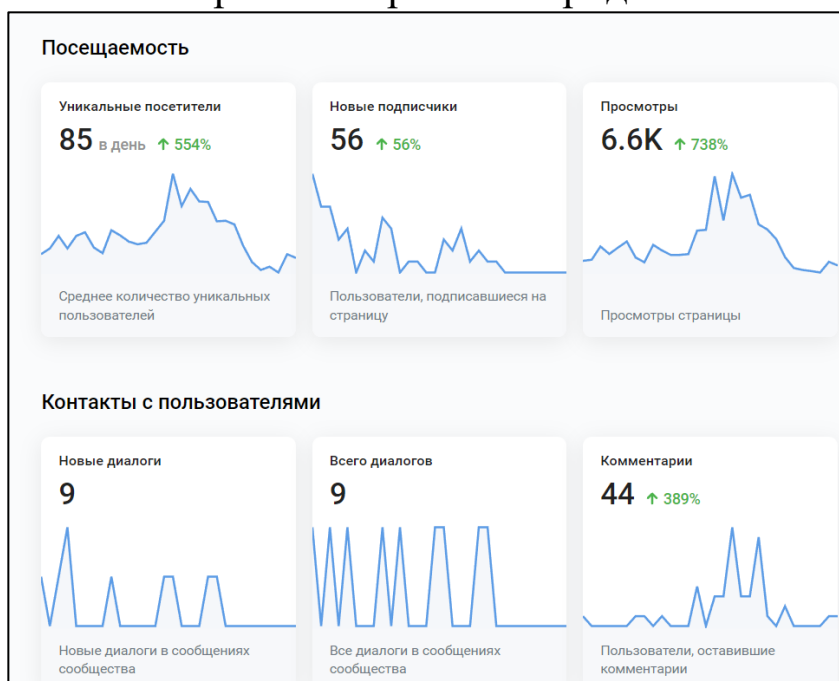 Посещаемость
Уникальные посетители
85 в день ↑ 554%
Среднее количество уникальных
пользователей
Новые подписчики
56 ↑ 56%
Пользователи, подписавшиеся на
страницу
Просмотры
6.6K ↑ 738%
Просмотры страницы
Контакты с пользователями
Новые диалоги
9
Новые диалоги в сообщениях
сообщества
Всего диалогов
9
Все диалоги в сообщениях
сообщества
Комментарии
44 ↑ 389%
Пользователи, оставившие
комментарии